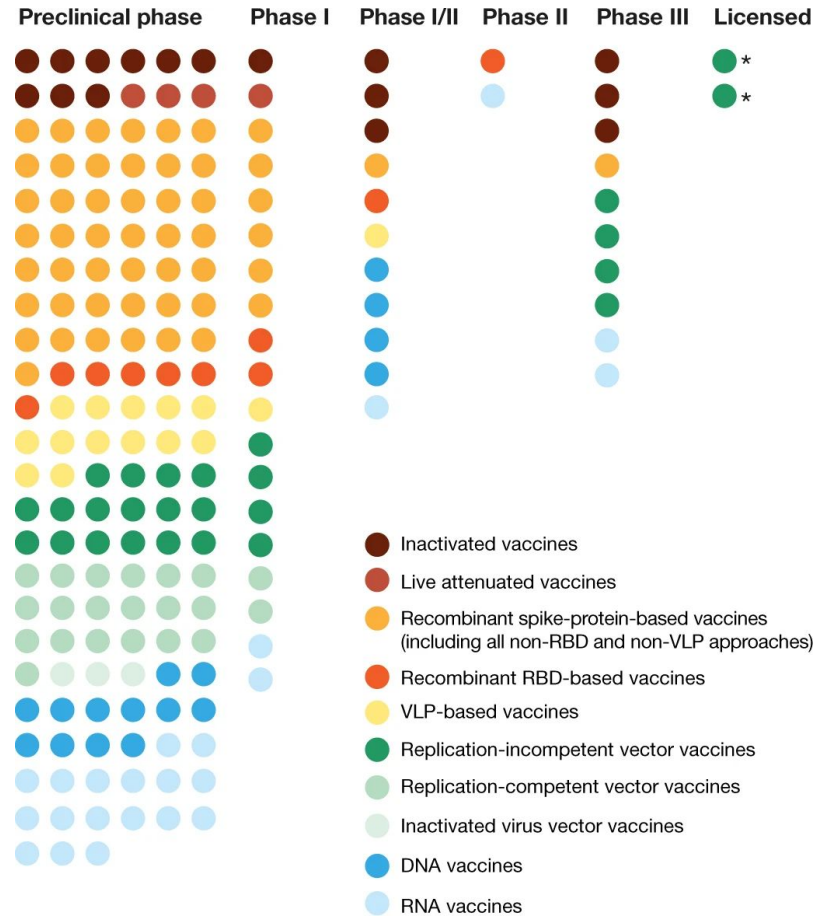 Preclinical phase Phase I Phase I/II Phase II Phase III Licensed
*
*
Inactivated vaccines
Live attenuated vaccines
Recombinant spike-protein-based vaccines
(including all non-RBD and non-VLP approaches)
Recombinant RBD-based vaccines
VLP-based vaccines
Replication-incompetent vector vaccines
Replication-competent vector vaccines
Inactivated virus vector vaccines
DNA vaccines
RNA vaccines